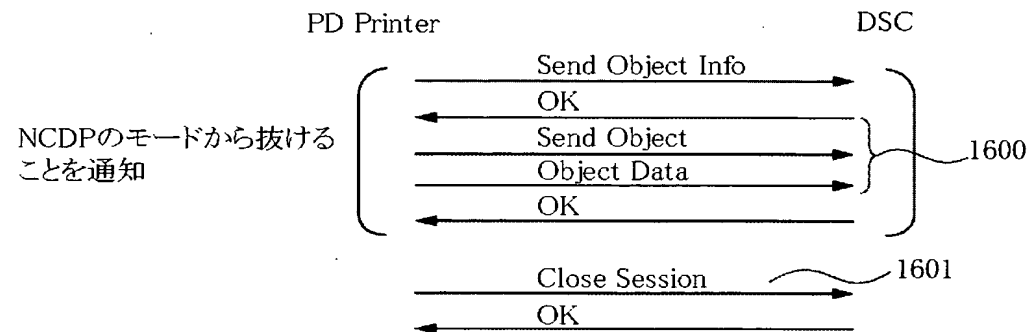 PD Printer
DSC
Send Object Info
OK
NCDPのモードから抜ける
ことを通知
Send Object
Object Data
OK
1600
Close Session
1601
OK